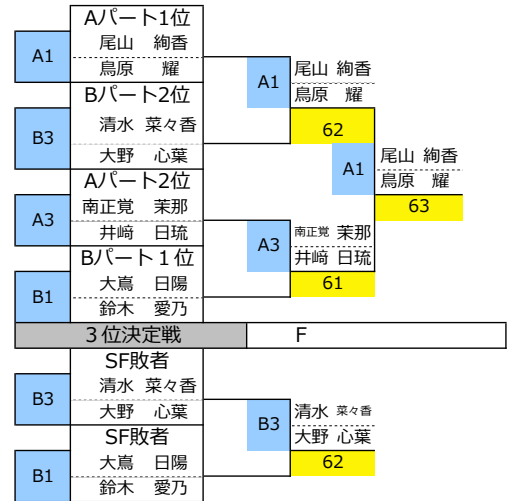 Aパート1位
A1
尾山 絢香
鳥原 耀
Bパート2位
B3
清水 菜々香
大野 心葉
Aパート2位
A3
南正覚 茉那
井﨑 日琉
Bパート１位
B1
大嶌 日陽
鈴木 愛乃
A1
尾山 絢香
鳥原 耀
62
A3
南正覚 茉那
井﨑 日琉
61
A1
尾山 絢香
鳥原 耀
63
３位決定戦
F
SF敗者
B3
清水 菜々香
大野 心葉
SF敗者
B1
大嶌 日陽
鈴木 愛乃
B3
清水 菜々香
大野 心葉
62